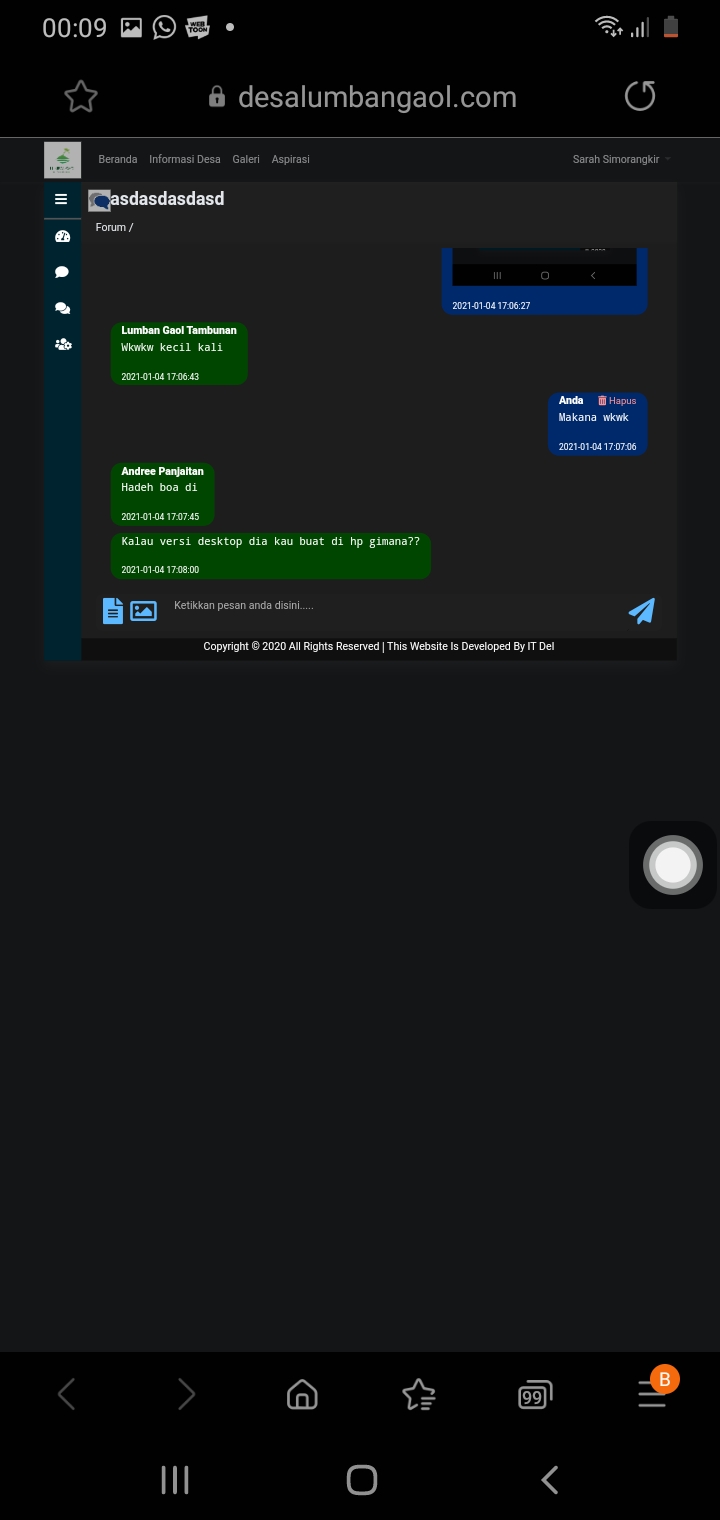 00:09
WEB TOON
desalumbangaol.com
Beranda Informasi Desa Galeri Aspirasi Sarah Simorangkir
asdasdasdasd
Forum /
2021-01-04 17:06:27
Lumban Gaol Tambunan
Wkwkw kecil kali
2021-01-04 17:06:43
Anda Hapus
Makana wkwk
2021-01-04 17:07:06
Andree Panjaitan
Hadeh boa di
2021-01-04 17:07:45
Kalau versi desktop dia kau buat di hp gimana??
2021-01-04 17:08:00
Ketikkan pesan anda disini.....
Copyright © 2020 All Rights Reserved | This Website Is Developed By IT Del
99
B